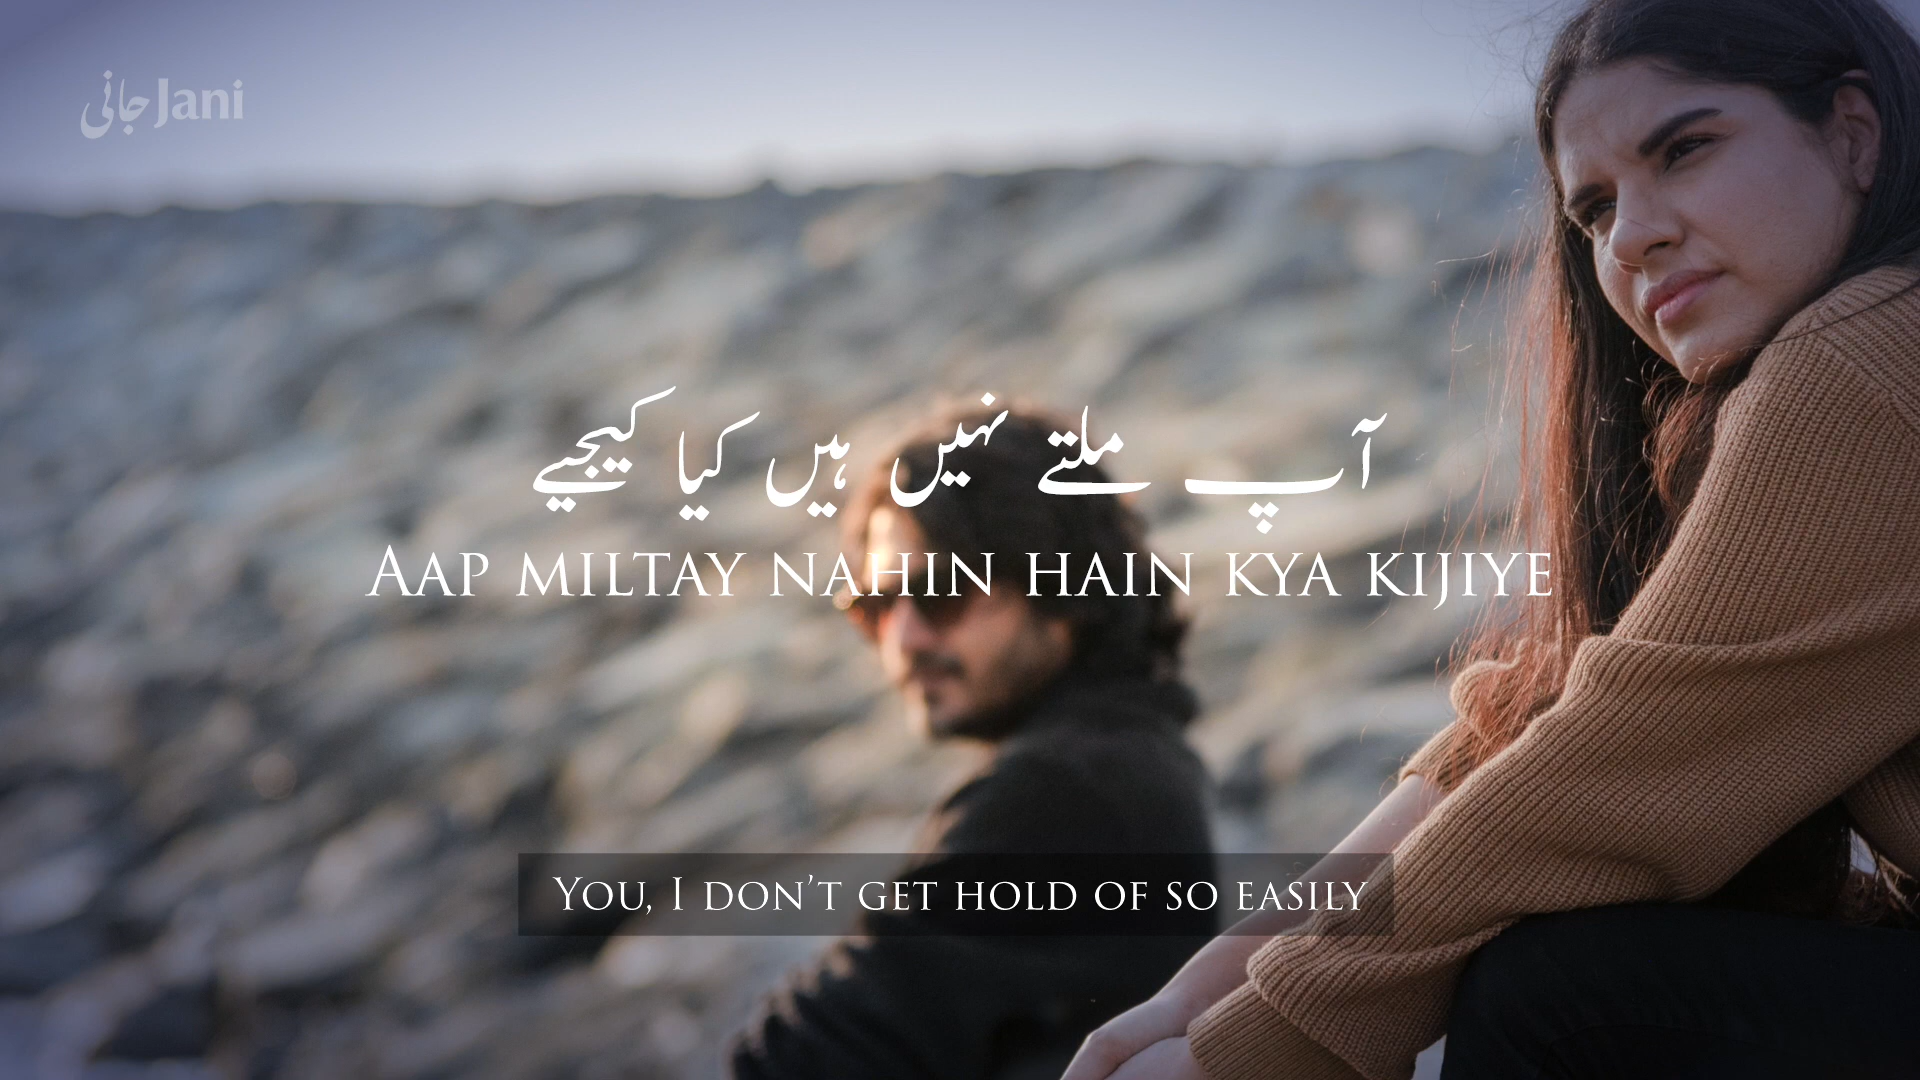 جانی Jani
آپ ملتے نہیں ہیں کیا کیجیے
Aap miltay nahin hain kya kijiye
You, I don't get hold of so easily